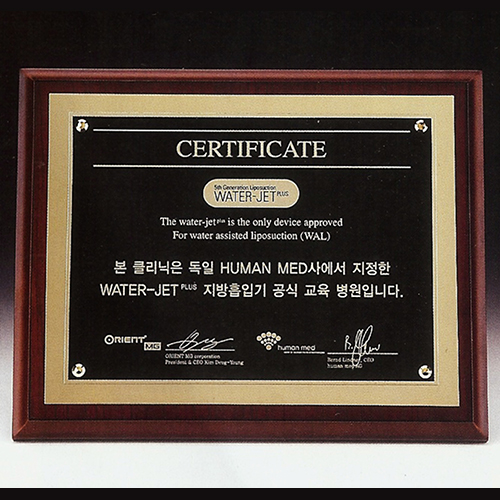 CERTIFICATE
5th Generation Liposuction
WATER-JET PLUS
The water-jet plus is the only device approved
For water assisted liposuction (WAL)
본 클리닉은 독일 HUMAN MED사에서 지정한
WATER-JET PLUS 지방흡입기 공식 교육 병원입니다.
ORIENT MG
ORIENT MG corporation
President & CEO Kim Dong-Young
human med
Bernd Lindner, CEO
human med AG